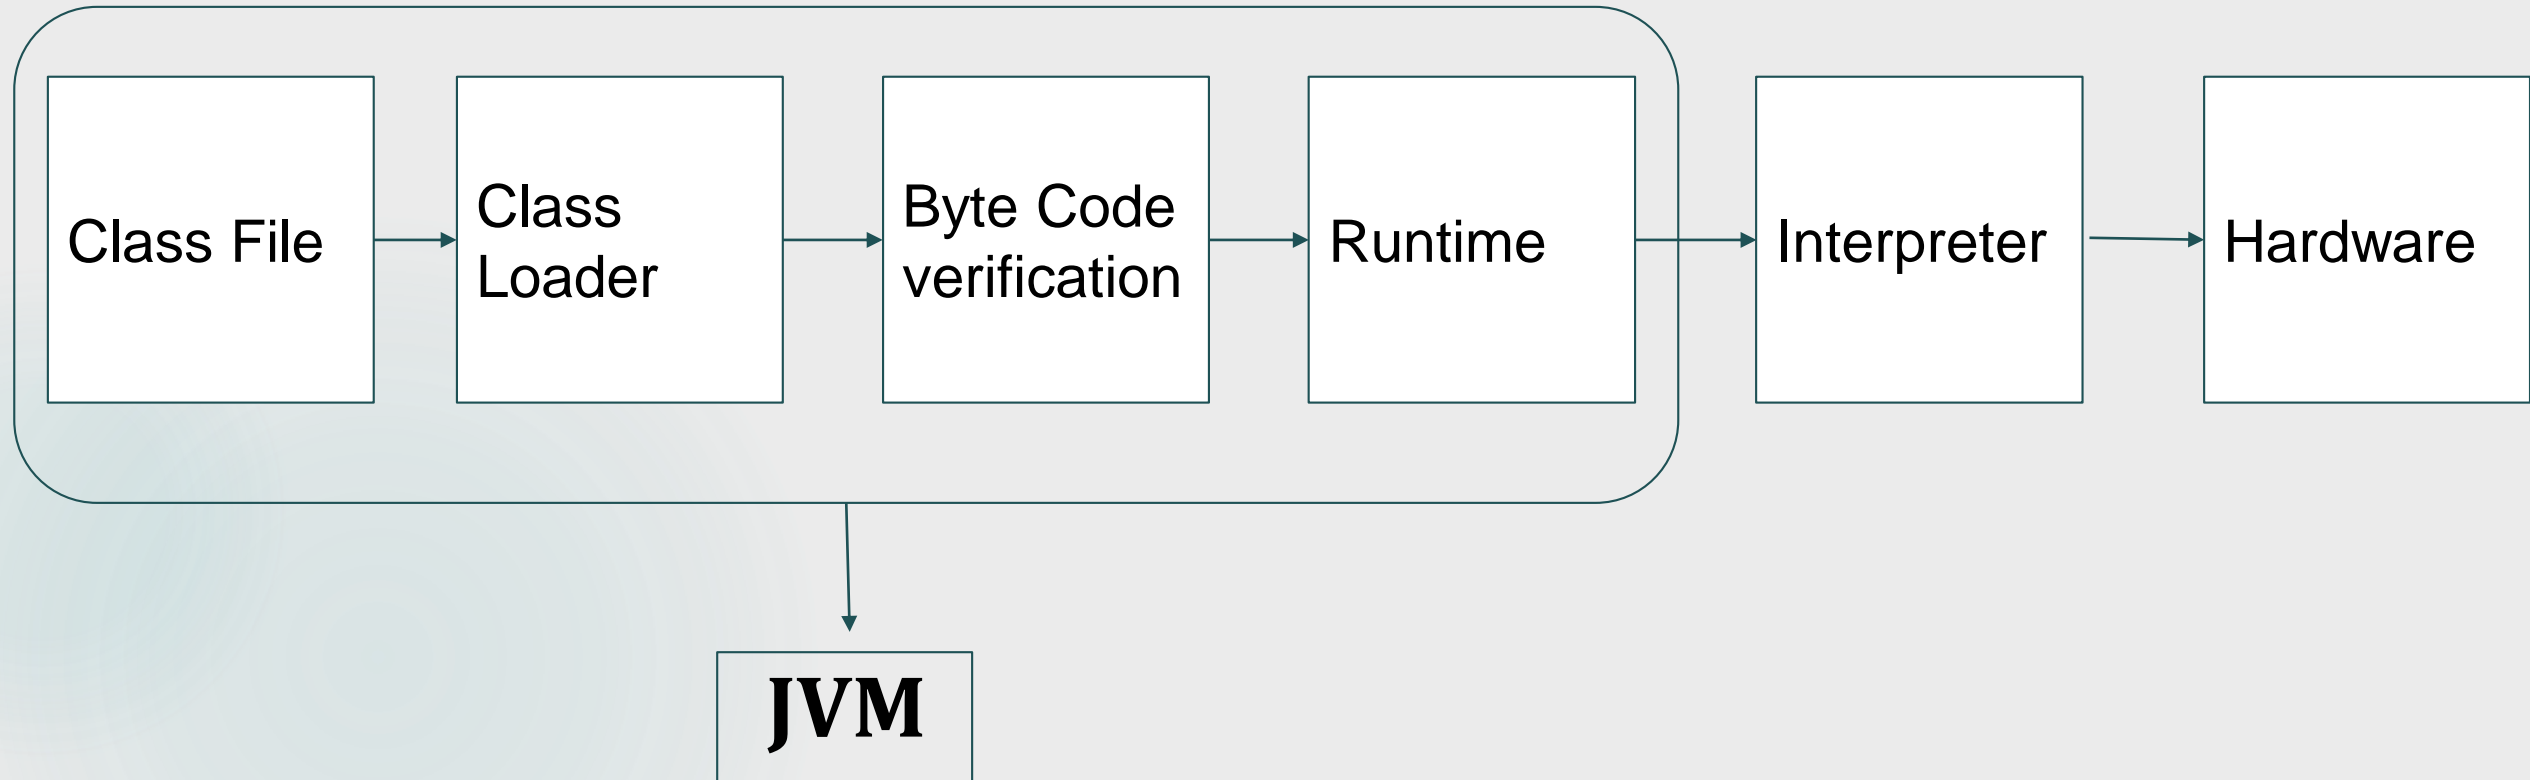 Class File
Class
Loader
Byte Code
verification
Runtime
Interpreter
Hardware
JVM